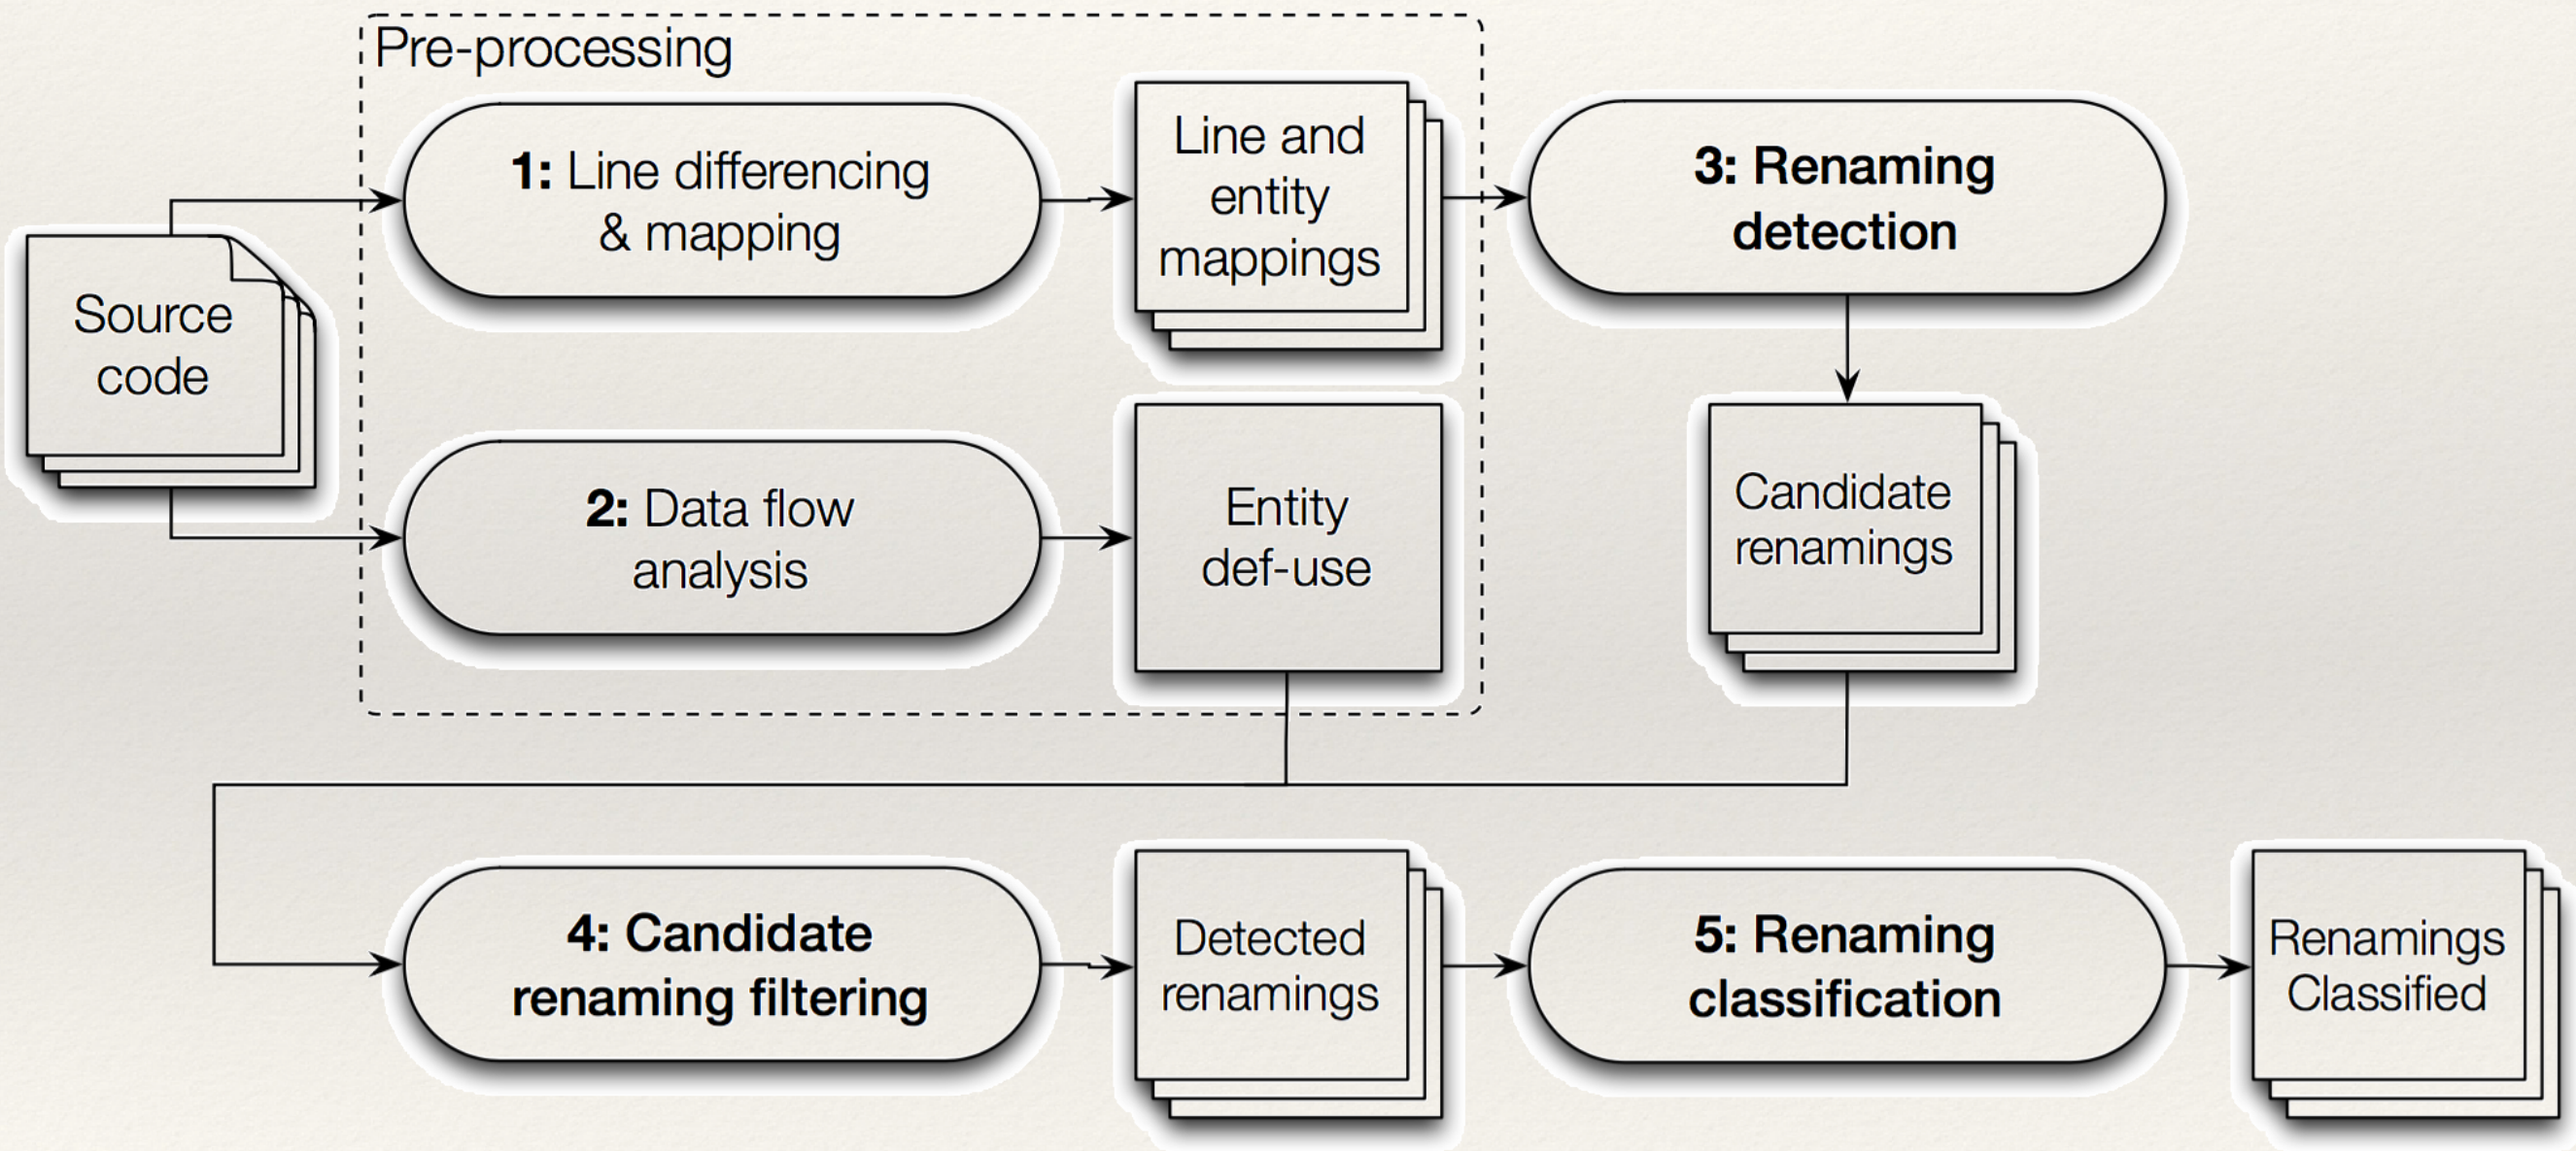 Pre-processing
Source
code
1: Line differencing
& mapping
Line and
entity
mappings
3: Renaming
detection
2: Data flow
analysis
Entity
def-use
Candidate
renamings
4: Candidate
renaming filtering
Detected
renamings
5: Renaming
classification
Renamings
Classified